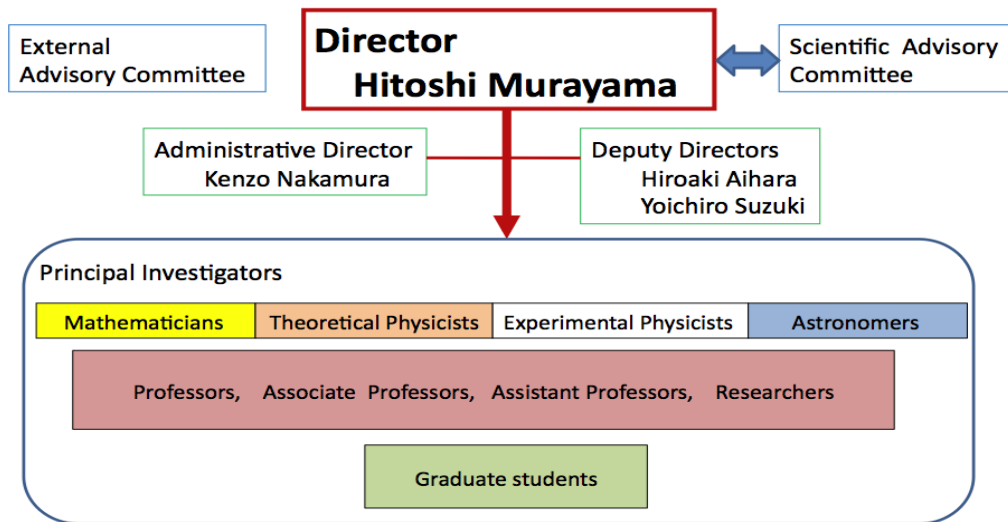 External
Advisory Committee
Director
Hitoshi Murayama
Scientific Advisory
Committee
Administrative Director
Kenzo Nakamura
Deputy Directors
Hiroaki Aihara
Yoichiro Suzuki
Principal Investigators
Mathematicians
Theoretical Physicists
Experimental Physicists
Astronomers
Professors, Associate Professors, Assistant Professors, Researchers
Graduate students